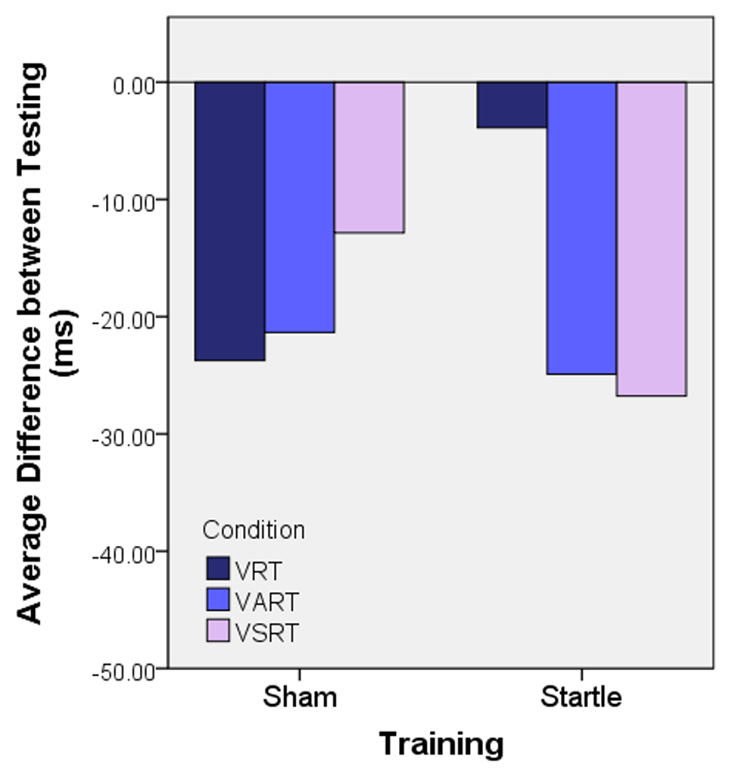 Average Difference between Testing
(ms)
0.00
-10.00
-20.00
-30.00
-40.00
-50.00
Condition
VRT
VART
VSRT
Sham
Startle
Training